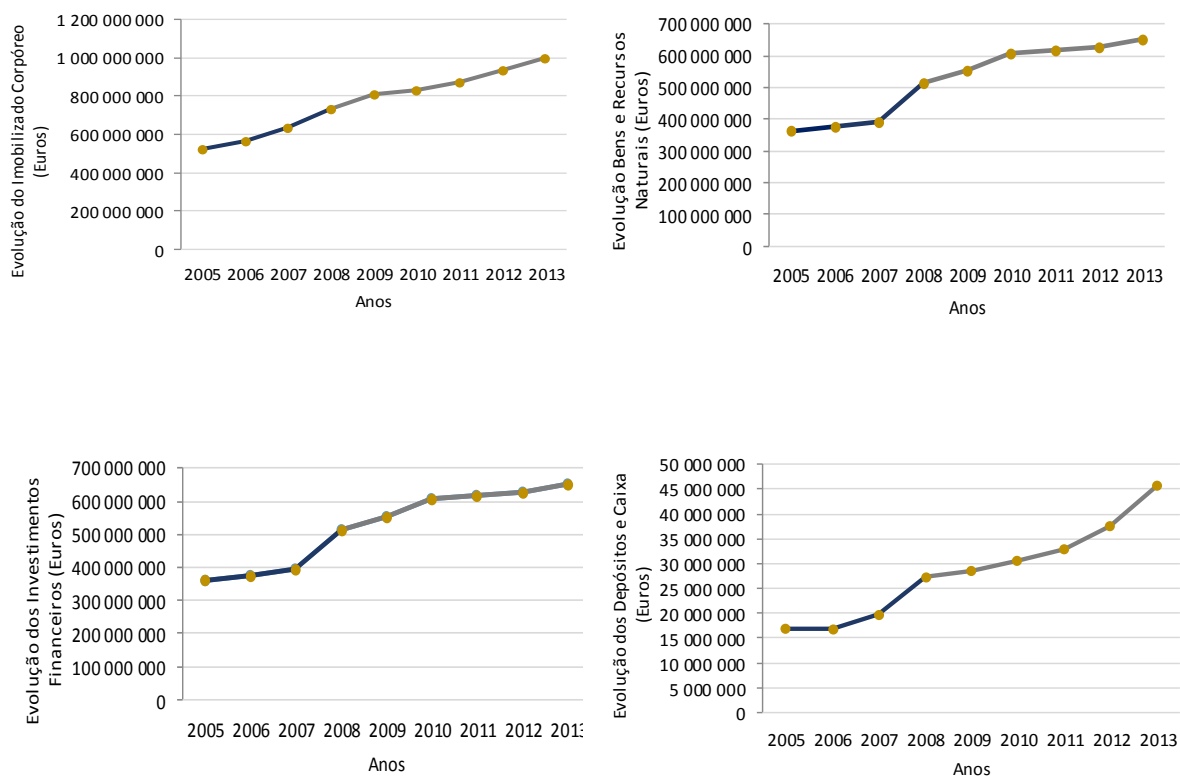 Evolução do Imobilizado Corpóreo
(Euros)
1 200 000 000
1 000 000 000
800 000 000
600 000 000
400 000 000
200 000 000
0
2005 2006 2007 2008 2009 2010 2011 2012 2013
Anos
Evolução Bens e Recursos
Naturais (Euros)
700 000 000
600 000 000
500 000 000
400 000 000
300 000 000
200 000 000
100 000 000
0
2005 2006 2007 2008 2009 2010 2011 2012 2013
Anos
Evolução dos Investimentos
Financeiros (Euros)
700 000 000
600 000 000
500 000 000
400 000 000
300 000 000
200 000 000
100 000 000
0
2005 2006 2007 2008 2009 2010 2011 2012 2013
Anos
Evolução dos Depósitos e Caixa
(Euros)
50 000 000
45 000 000
40 000 000
35 000 000
30 000 000
25 000 000
20 000 000
15 000 000
10 000 000
5 000 000
0
2005 2006 2007 2008 2009 2010 2011 2012 2013
Anos